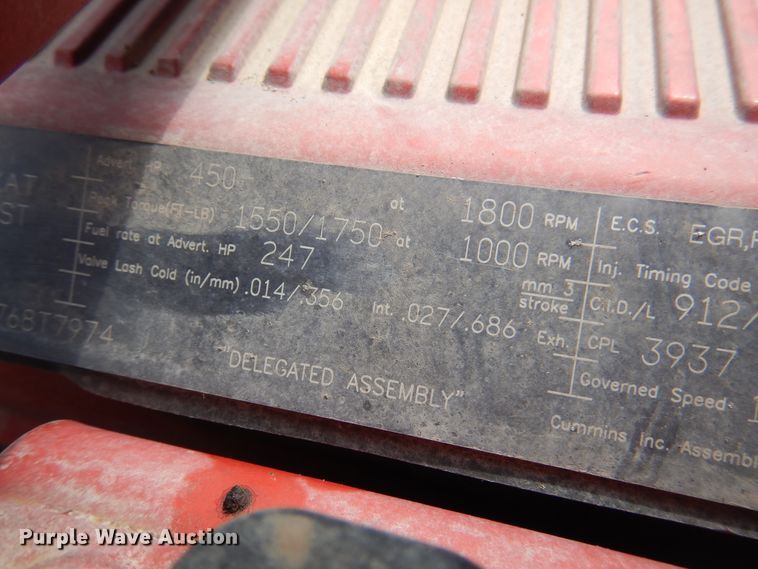 Advert. HP 450 at 1800 RPM
Peak Torque(FT-LB) 1550/1750 at 1000 RPM
Fuel rate at Advert. HP 247 mm 3 stroke
Valve Lash Cold (in/mm) .014/.356 Int. .027/.686 Exh.
768T7974
"DELEGATED ASSEMBLY"
E.C.S. EGR,
Inj. Timing Code
C.I.D./L 912/
CPL 3937
Governed Speed
Cummins Inc.
Purple Wave Auction